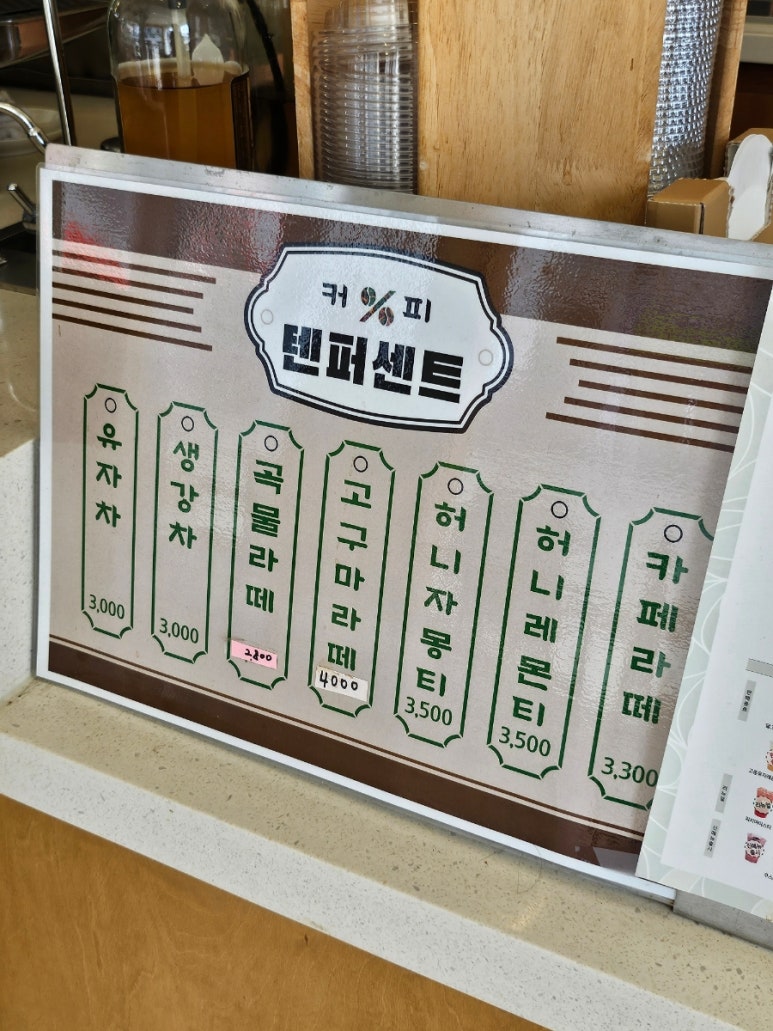 커%피
텐퍼센트
유자차
3,000
생강차
3,000
곡물라떼
고구마라떼
4000
허니자몽티
3,500
허니레몬티
3,500
카페라떼
3,300